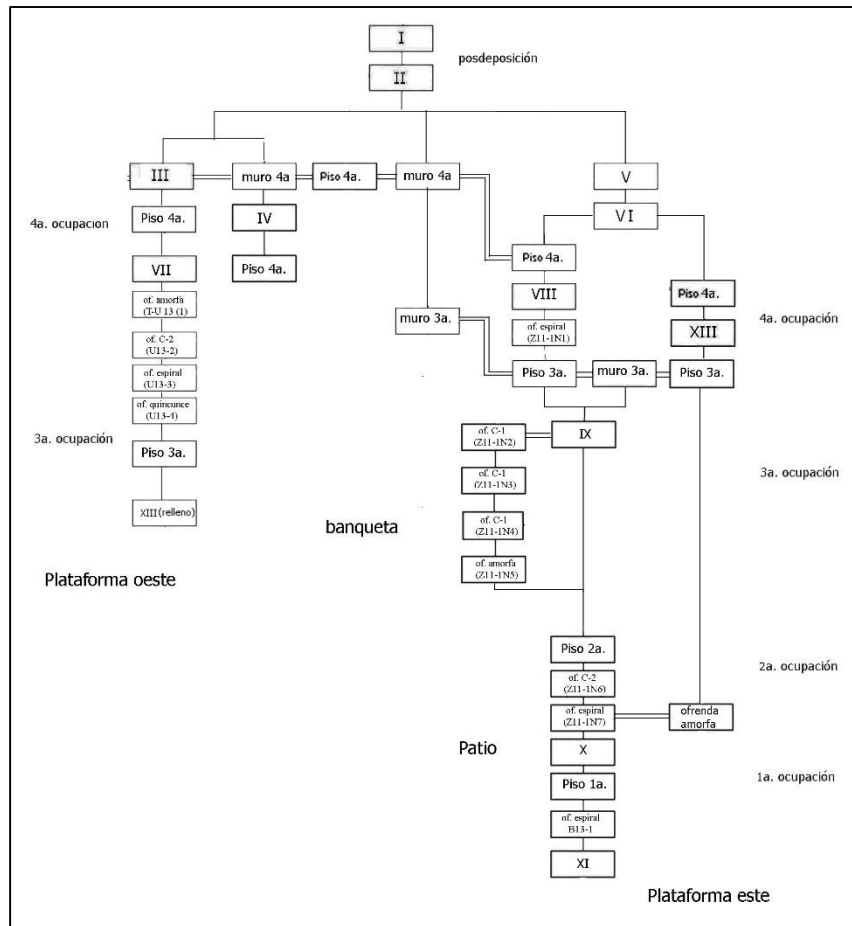 I
posdeposición
II
III
muro 4a
Piso 4a.
muro 4a
V
4a. ocupacion
Piso 4a.
IV
VI
VII
Piso 4a.
Piso 4a.
of. amorfa
(T-U 13 (1)
VIII
Piso 4a.
of. C-2
(U13-2)
muro 3a.
of. espiral
(Z11-1N1)
XIII
4a. ocupación
of. espiral
(U13-3)
Piso 3a.
muro 3a.
Piso 3a.
of. quincunce
(U13-4)
3a. ocupación
Piso 3a.
of. C-1
(Z11-1N2)
IX
XIII (relleno)
of. C-1
(Z11-1N3)
3a. ocupación
banqueta
of. C-1
(Z11-1N4)
Plataforma oeste
of. amorfa
(Z11-1N5)
Piso 2a.
2a. ocupación
of. C-2
(Z11-1N6)
of. espiral
(Z11-1N7)
ofrenda
amorfa
Patio
X
Piso 1a.
1a. ocupación
of. espiral
B13-1
XI
Plataforma este